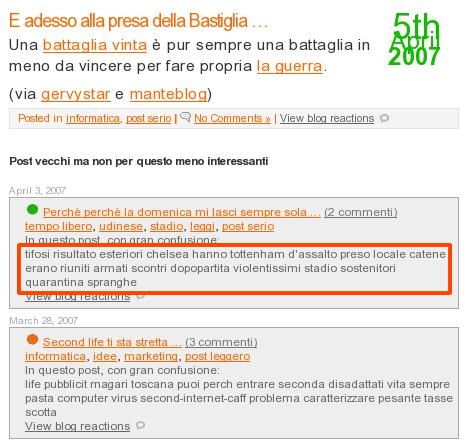 E adesso alla presa della Bastiglia ...
5th
April
2007
Una battaglia vinta è pur sempre una battaglia in
meno da vincere per fare propria la guerra.
(via gervystar e manteblog)
Posted in informatica, post serio | No Comments » | View blog reactions
Post vecchi ma non per questo meno interessanti
April 3, 2007
Perchè perchè la domenica mi lasci sempre sola ... (2 commenti)
tempo libero, udinese, stadio, leggi, post serio
In questo post, con gran confusione:
tifosi risultato esteriori chelsea hanno tottenham d'assalto preso locale catene
erano riuniti armati scontri dopopartita violentissimi stadio sostenitori
quarantina spranghe
View blog reactions
March 28, 2007
Second life ti sta stretta ... (3 commenti)
informatica, idee, marketing, post leggero
In questo post, con gran confusione:
life pubblicit magari toscana puoi perch entrare seconda disadattati vita sempre
pasta computer virus second-internet-caff problema caratterizzare pesante tasse
scotta
View blog reactions